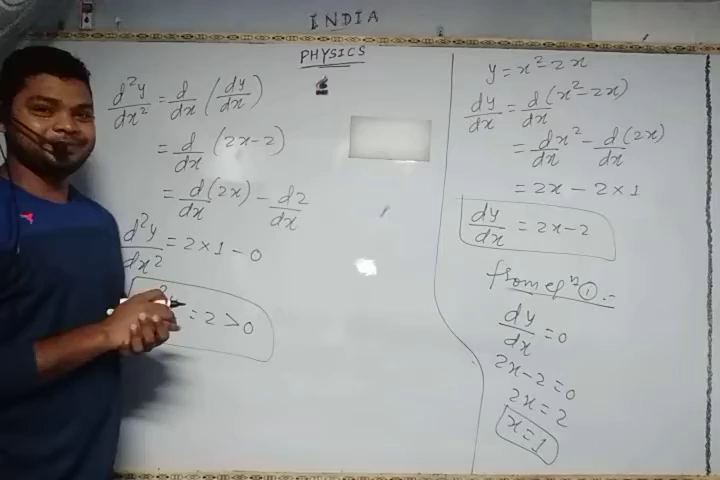 INDIA
PHYSICS
d²y/dx² = d/dx (dy/dx)
= d/dx (2x-2)
= d/dx (2x) - d2/dx
d²y/dx² = 2×1-0
= 2 > 0
y = x²-2x
dy/dx = d/dx (x²-2x)
= d/dx x² - d/dx (2x)
= 2x - 2×1
dy/dx = 2x-2
from eqⁿ ① :-
dy/dx = 0
2x-2 = 0
2x = 2
x = 1